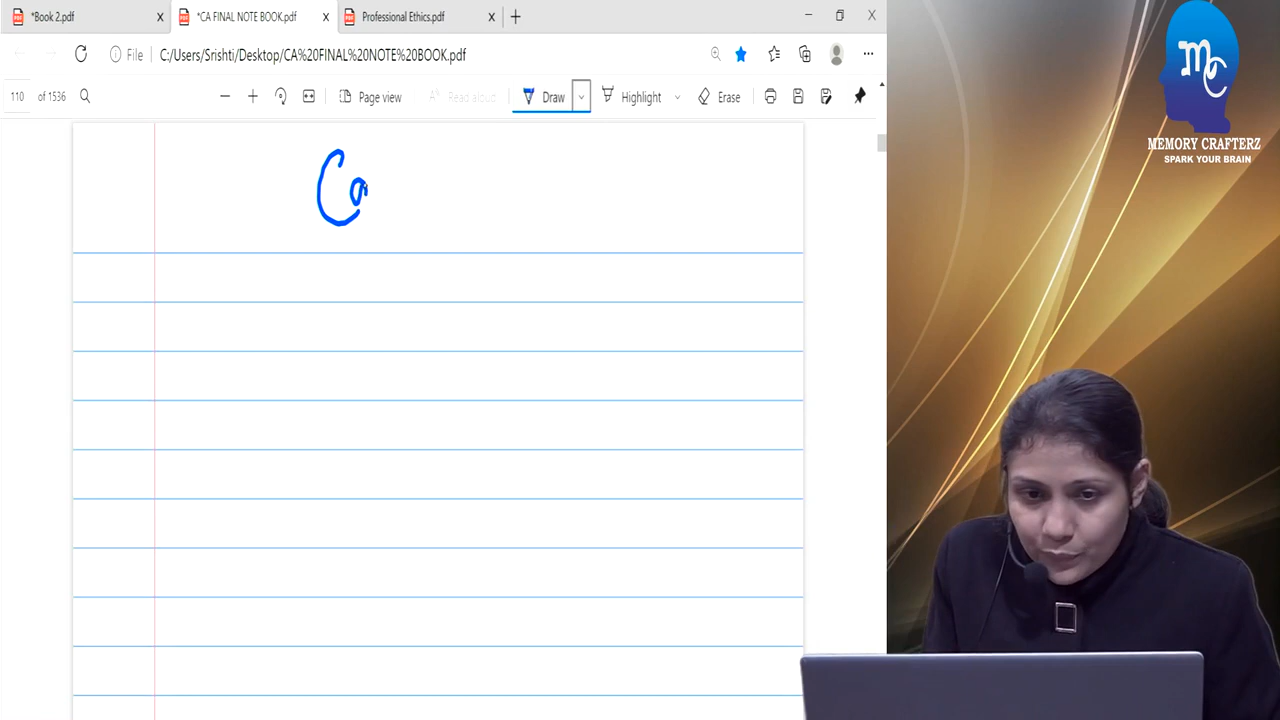 *Book 2.pdf
*CA FINAL NOTE BOOK.pdf
Professional Ethics.pdf
File C:/Users/Srishti/Desktop/CA%20FINAL%20NOTE%20BOOK.pdf
110 of 1536
Page view
Read aloud
Draw
Highlight
Erase
Ca
MC
MEMORY CRAFTERZ
SPARK YOUR BRAIN